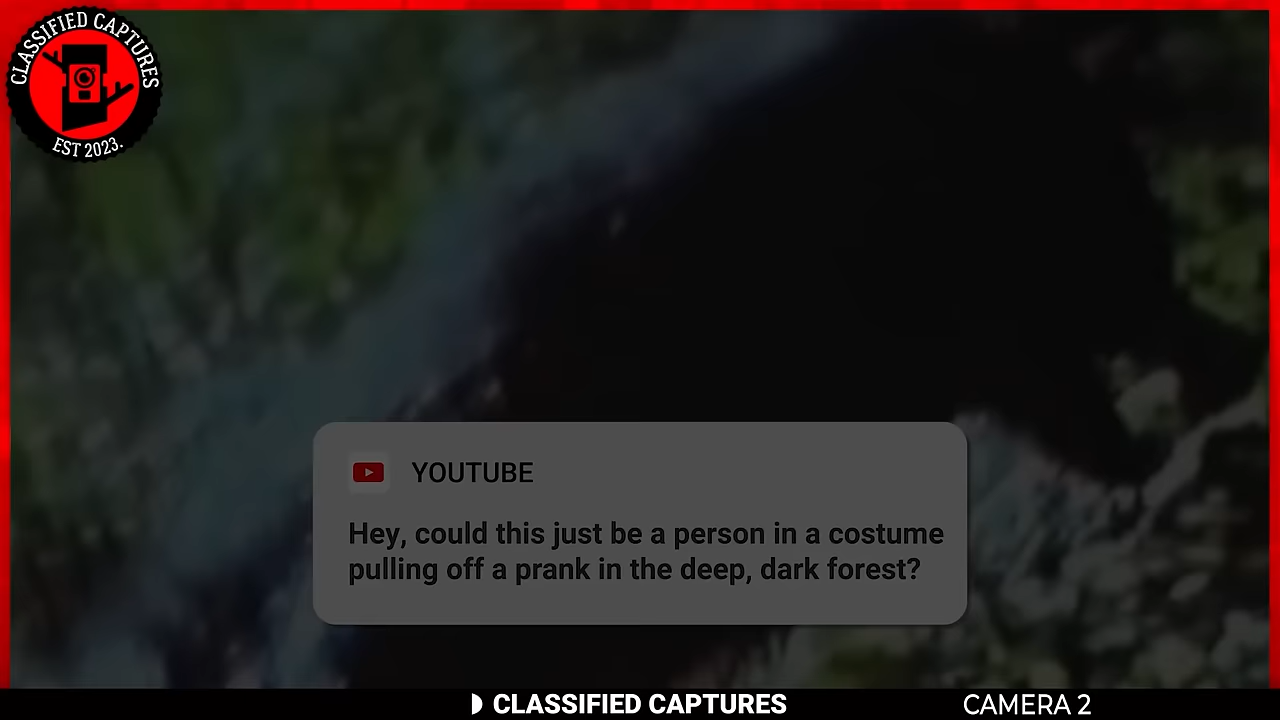 CLASSIFIED CAPTURES
EST 2023.
YOUTUBE
Hey, could this just be a person in a costume
pulling off a prank in the deep, dark forest?
CLASSIFIED CAPTURES
CAMERA 2